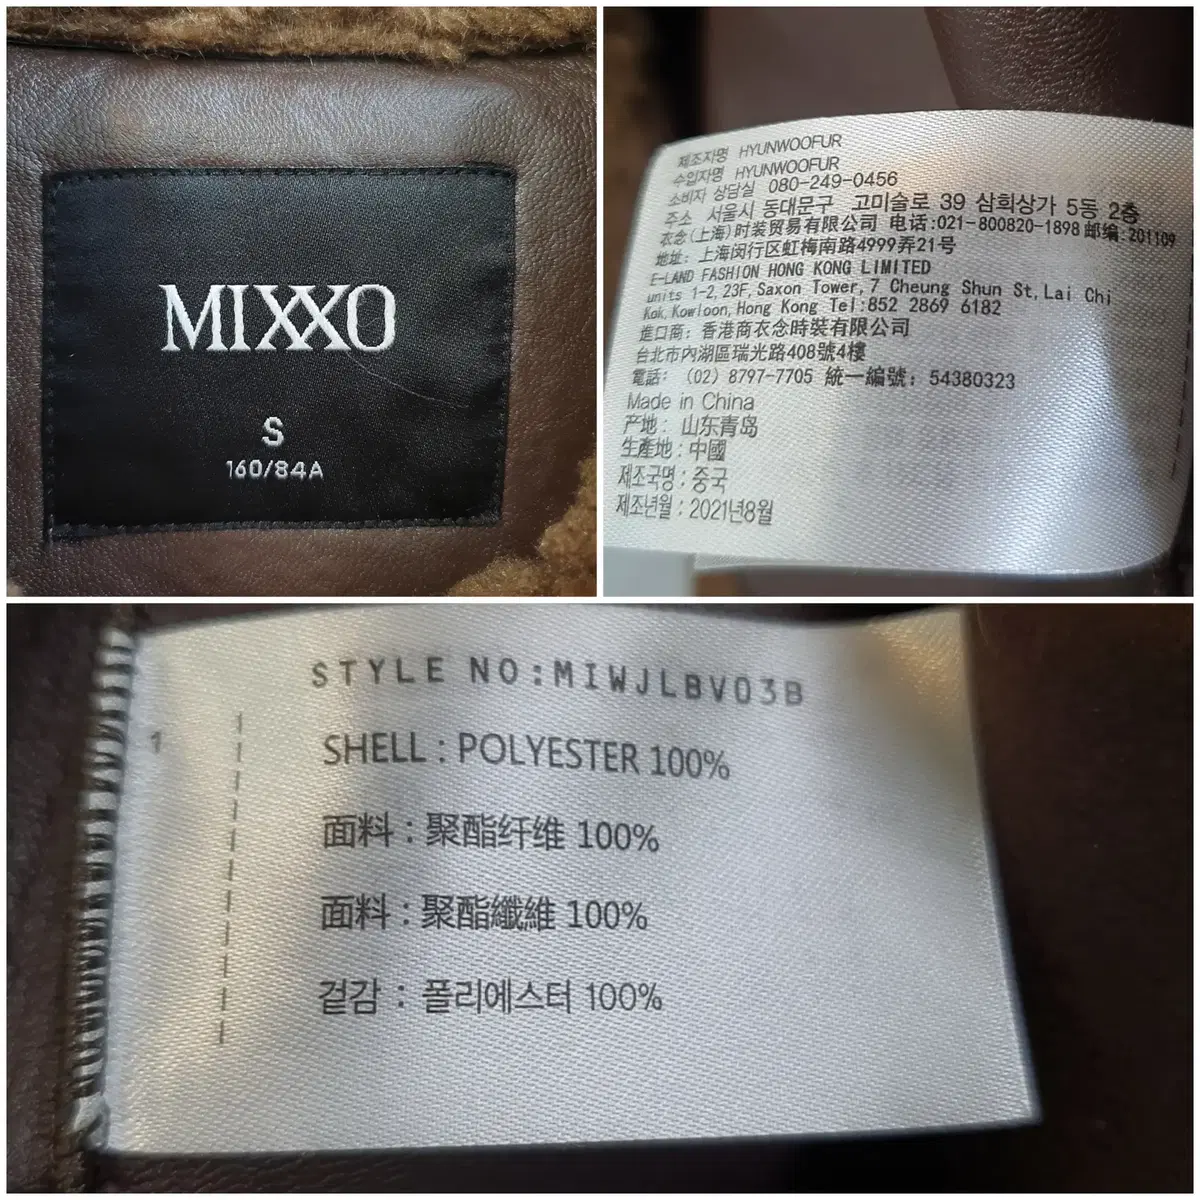 MIXXO
S
160/84A
제조자명 HYUNWOOFUR
수입자명 HYUNWOOFUR
소비자 상담실 080-249-0456
주소 서울시 동대문구 고미술로 39 삼희상가 5동 2층
衣念(上海)时装贸易有限公司 电话:021-800820-1898 邮编:201109
地址: 上海闵行区虹梅南路4999弄21号
E-LAND FASHION HONG KONG LIMITED
units 1-2, 23F, Saxon Tower, 7 Cheung Shun St, Lai Chi
Kok, Kowloon, Hong Kong Tel:852 2869 6182
進口商: 香港商衣念時裝有限公司
台北市內湖區瑞光路408號4樓
電話: (02) 8797-7705 統一編號: 54380323
Made in China
产地: 山东青岛
生產地: 中國
제조국명 : 중국
제조년월 : 2021년8월
STYLE NO:MIWJLBV03B
1
SHELL : POLYESTER 100%
面料 : 聚酯纤维 100%
面料 : 聚酯纖維 100%
겉감 : 폴리에스터 100%